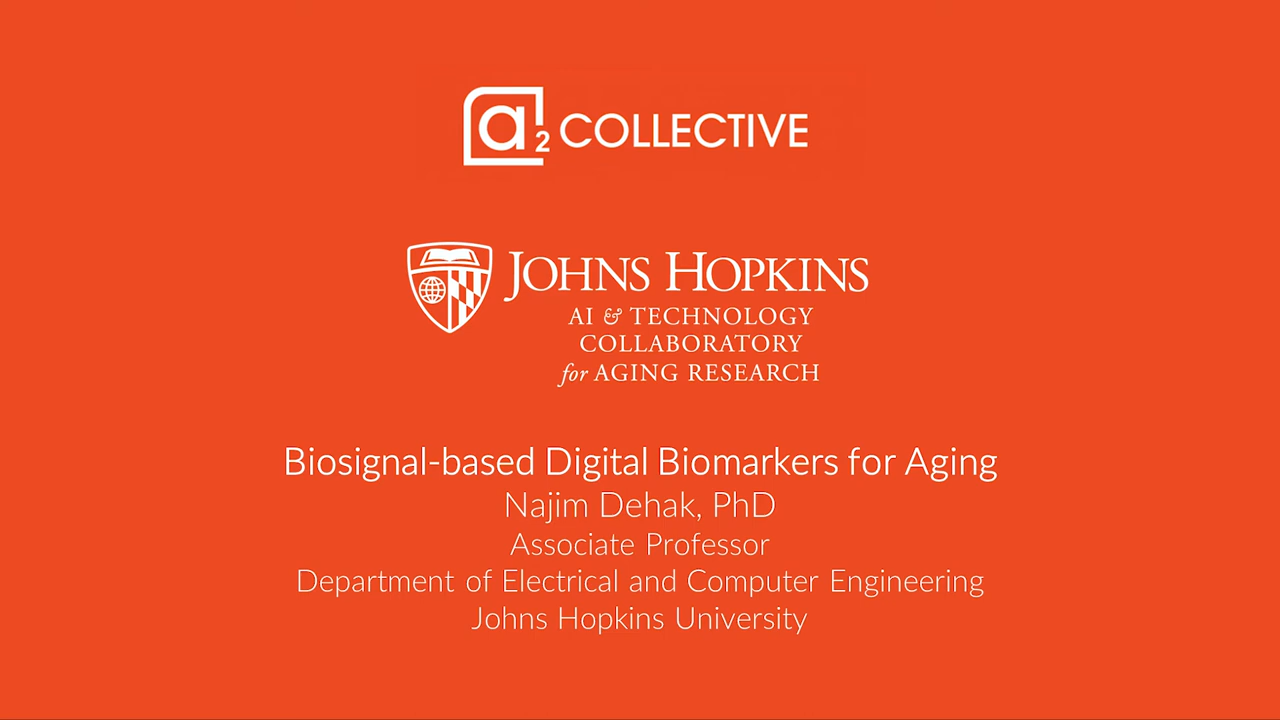 a2 COLLECTIVE
JOHNS HOPKINS
AI & TECHNOLOGY
COLLABORATORY
for AGING RESEARCH
Biosignal-based Digital Biomarkers for Aging
Najim Dehak, PhD
Associate Professor
Department of Electrical and Computer Engineering
Johns Hopkins University